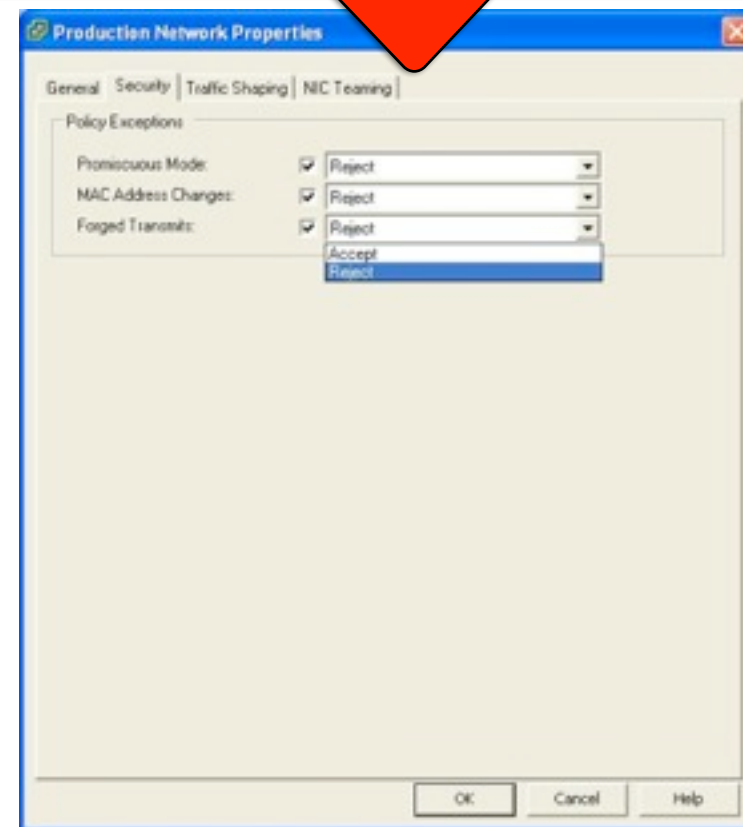 Production Network Properties
General Security Traffic Shaping NIC Teaming
Policy Exceptions
Promiscuous Mode: Reject
MAC Address Changes: Reject
Forged Transmits: Reject
Accept
Reject
OK Cancel Help